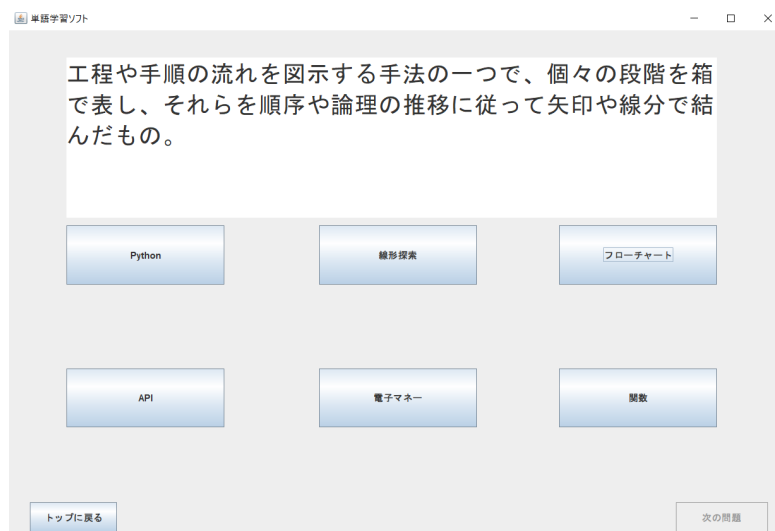 単語学習ソフト
工程や手順の流れを図示する手法の一つで、個々の段階を箱
で表し、それらを順序や論理の推移に従って矢印や線分で結
んだもの。
Python
線形探索
フローチャート
API
電子マネー
関数
トップに戻る
次の問題